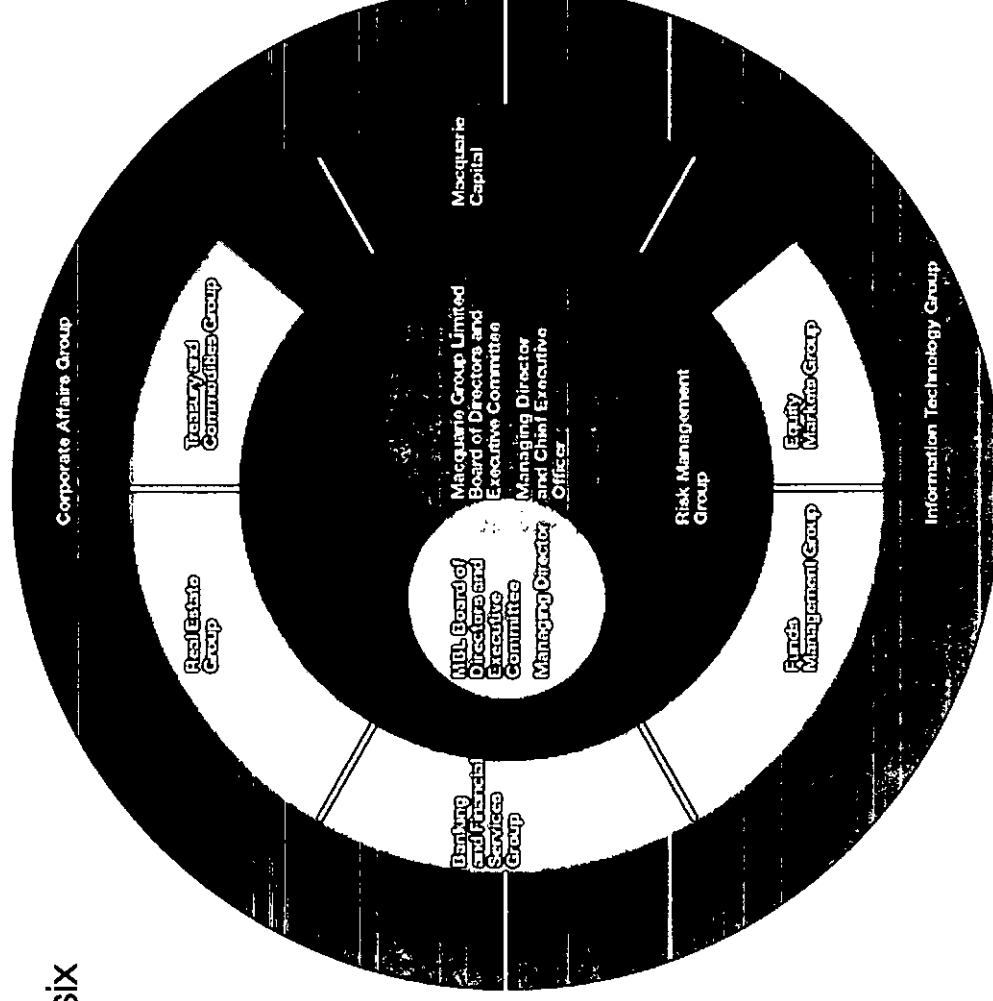 six
Corporate Affairs Group
Real Estate
Group
Treasury and
Commodities Group
Banking
and Financial
Services
Group
MBL Board of
Directors and
Executive
Committee
Managing Director
Macquarie Group Limited
Board of Directors and
Executive Committee
Managing Director
and Chief Executive
Officer
Macquarie
Capital
Risk Management
Group
Funds
Management Group
Equity
Markets Group
Information Technology Group